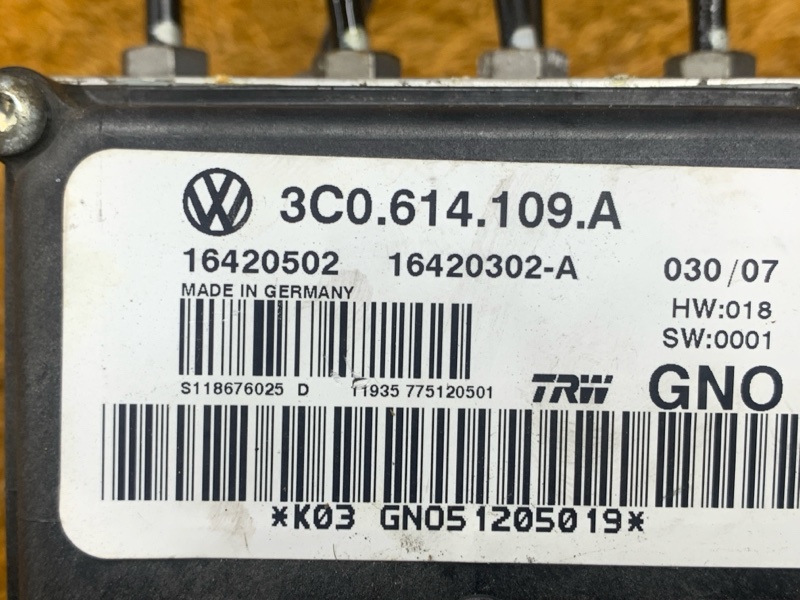 3C0.614.109.A
16420502 16420302-A 030/07
MADE IN GERMANY
HW:018
SW:0001
S118676025 D 11935 775120501
TRW GNO
*K03 GNO51205019*